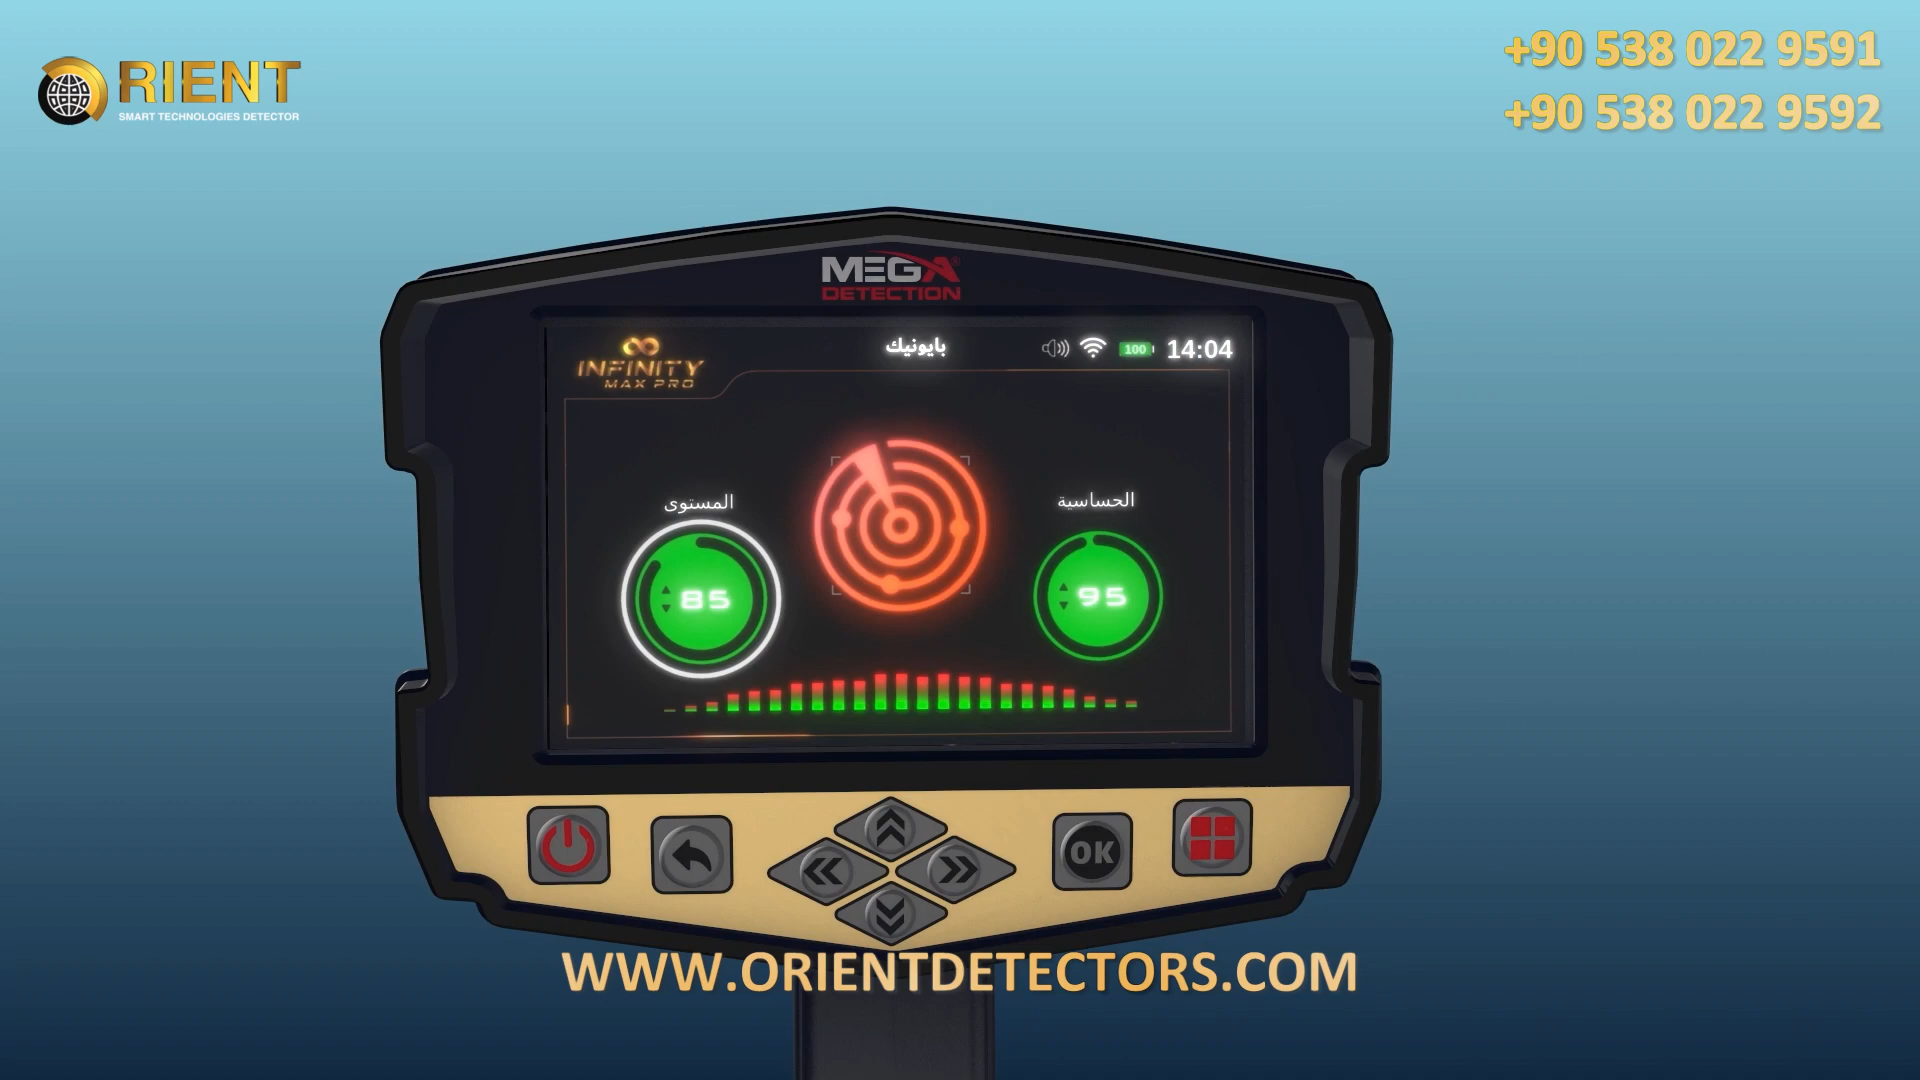 ORIENT
SMART TECHNOLOGIES DETECTOR
+90 538 022 9591
+90 538 022 9592
MEGA®
DETECTION
INFINITY
MAX PRO
بايونيك
100
14:04
المستوى
الحساسية
85
95
OK
WWW.ORIENTDETECTORS.COM